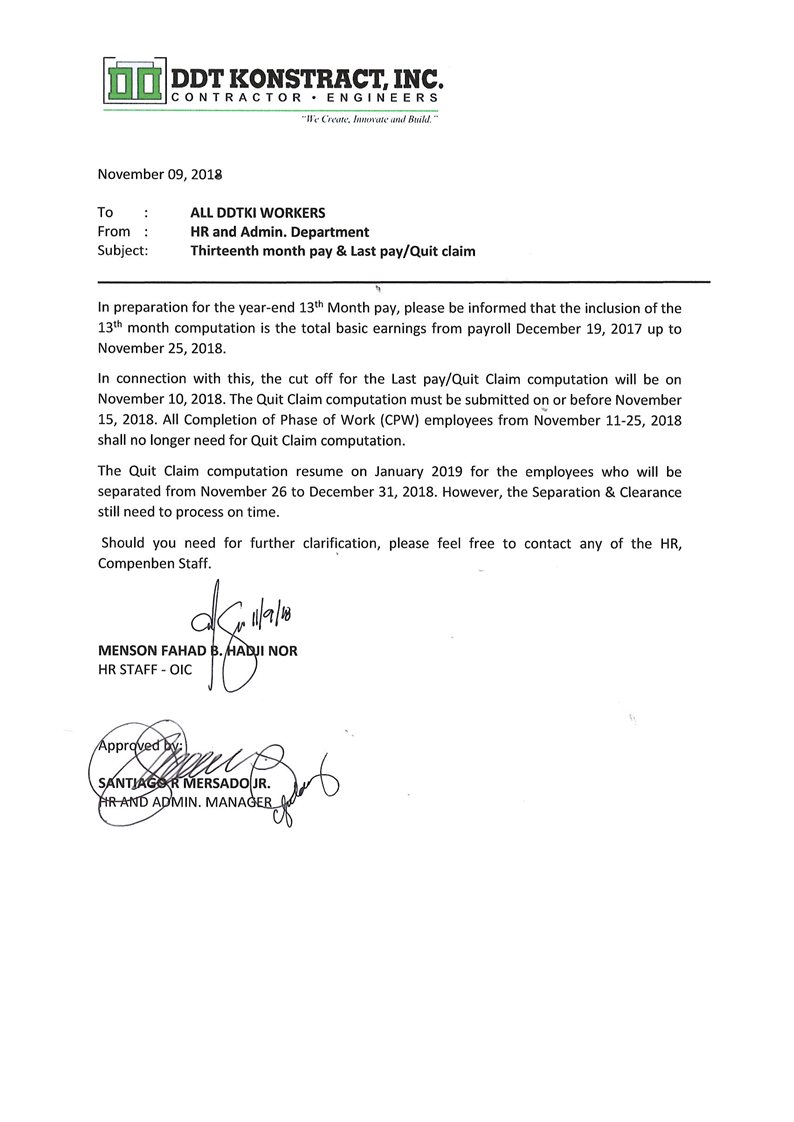 DDT KONSTRACT, INC.
CONTRACTOR • ENGINEERS
"We Create, Innovate and Build."
November 09, 2018
To : ALL DDTKI WORKERS
From : HR and Admin. Department
Subject: Thirteenth month pay & Last pay/Quit claim
In preparation for the year-end 13th Month pay, please be informed that the inclusion of the
13th month computation is the total basic earnings from payroll December 19, 2017 up to
November 25, 2018.
In connection with this, the cut off for the Last pay/Quit Claim computation will be on
November 10, 2018. The Quit Claim computation must be submitted on or before November
15, 2018. All Completion of Phase of Work (CPW) employees from November 11-25, 2018
shall no longer need for Quit Claim computation.
The Quit Claim computation resume on January 2019 for the employees who will be
separated from November 26 to December 31, 2018. However, the Separation & Clearance
still need to process on time.
Should you need for further clarification, please feel free to contact any of the HR,
Compenben Staff.
11/9/18
MENSON FAHAD B. HADJI NOR
HR STAFF - OIC
Approved by:
SANTIAGO R MERSADO JR.
HR AND ADMIN. MANAGER